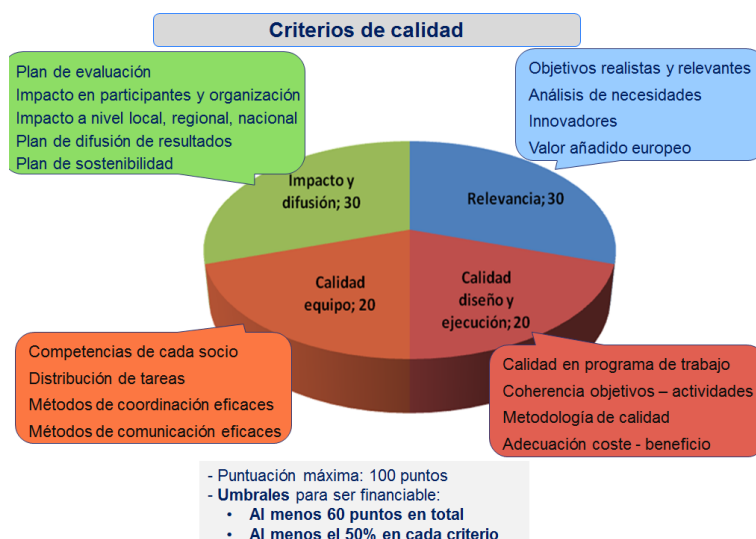 Criterios de calidad
Plan de evaluación
Impacto en participantes y organización
Impacto a nivel local, regional, nacional
Plan de difusión de resultados
Plan de sostenibilidad
Objetivos realistas y relevantes
Análisis de necesidades
Innovadores
Valor añadido europeo
Impacto y
difusión; 30
Relevancia; 30
Calidad
equipo; 20
Calidad
diseño y
ejecución; 20
Competencias de cada socio
Distribución de tareas
Métodos de coordinación eficaces
Métodos de comunicación eficaces
Calidad en programa de trabajo
Coherencia objetivos – actividades
Metodología de calidad
Adecuación coste - beneficio
- Puntuación máxima: 100 puntos
- Umbrales para ser financiable:
• Al menos 60 puntos en total
• Al menos el 50% en cada criterio